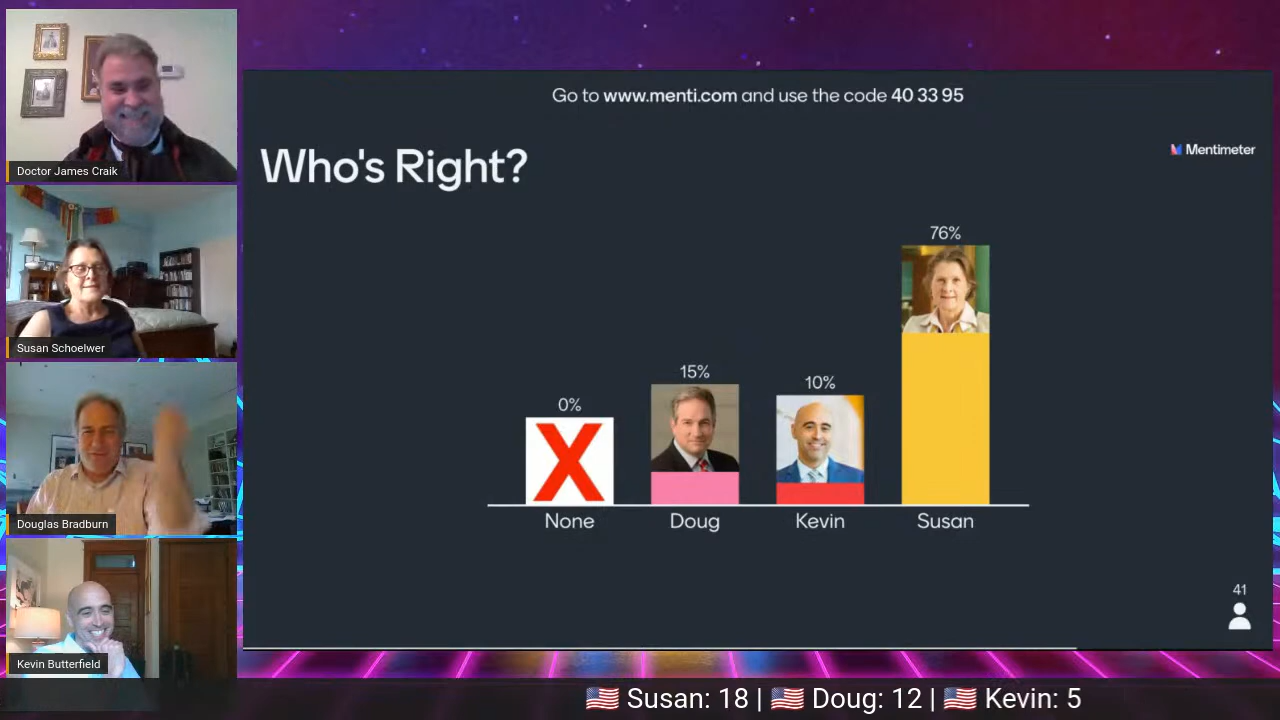 Doctor James Craik
Susan Schoelwer
Douglas Bradburn
Kevin Butterfield
Go to www.menti.com and use the code 40 33 95
Who's Right?
Mentimeter
0%
15%
10%
76%
None
Doug
Kevin
Susan
41
🇺🇸 Susan: 18 | 🇺🇸 Doug: 12 | 🇺🇸 Kevin: 5